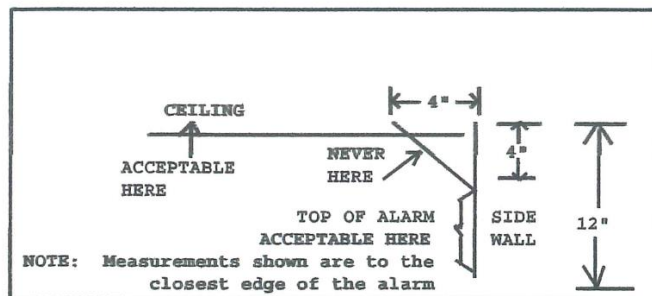 4"
CEILING
4"
ACCEPTABLE
HERE
NEVER
HERE
TOP OF ALARM
ACCEPTABLE HERE
SIDE
WALL
12"
NOTE: Measurements shown are to the
closest edge of the alarm